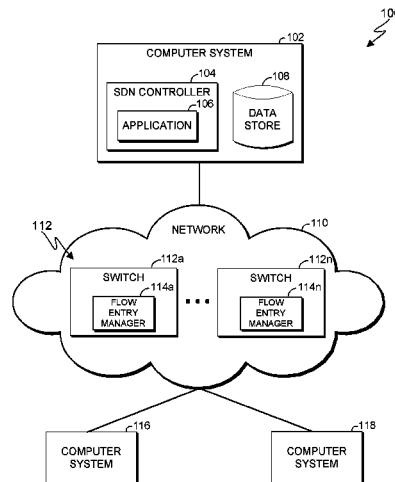 10
102
COMPUTER SYSTEM
104
SDN CONTROLLER
106
APPLICATION
108
DATA
STORE
110
NETWORK
112
112a
SWITCH
114a
FLOW
ENTRY
MANAGER
112n
SWITCH
114n
FLOW
ENTRY
MANAGER
116
COMPUTER
SYSTEM
118
COMPUTER
SYSTEM